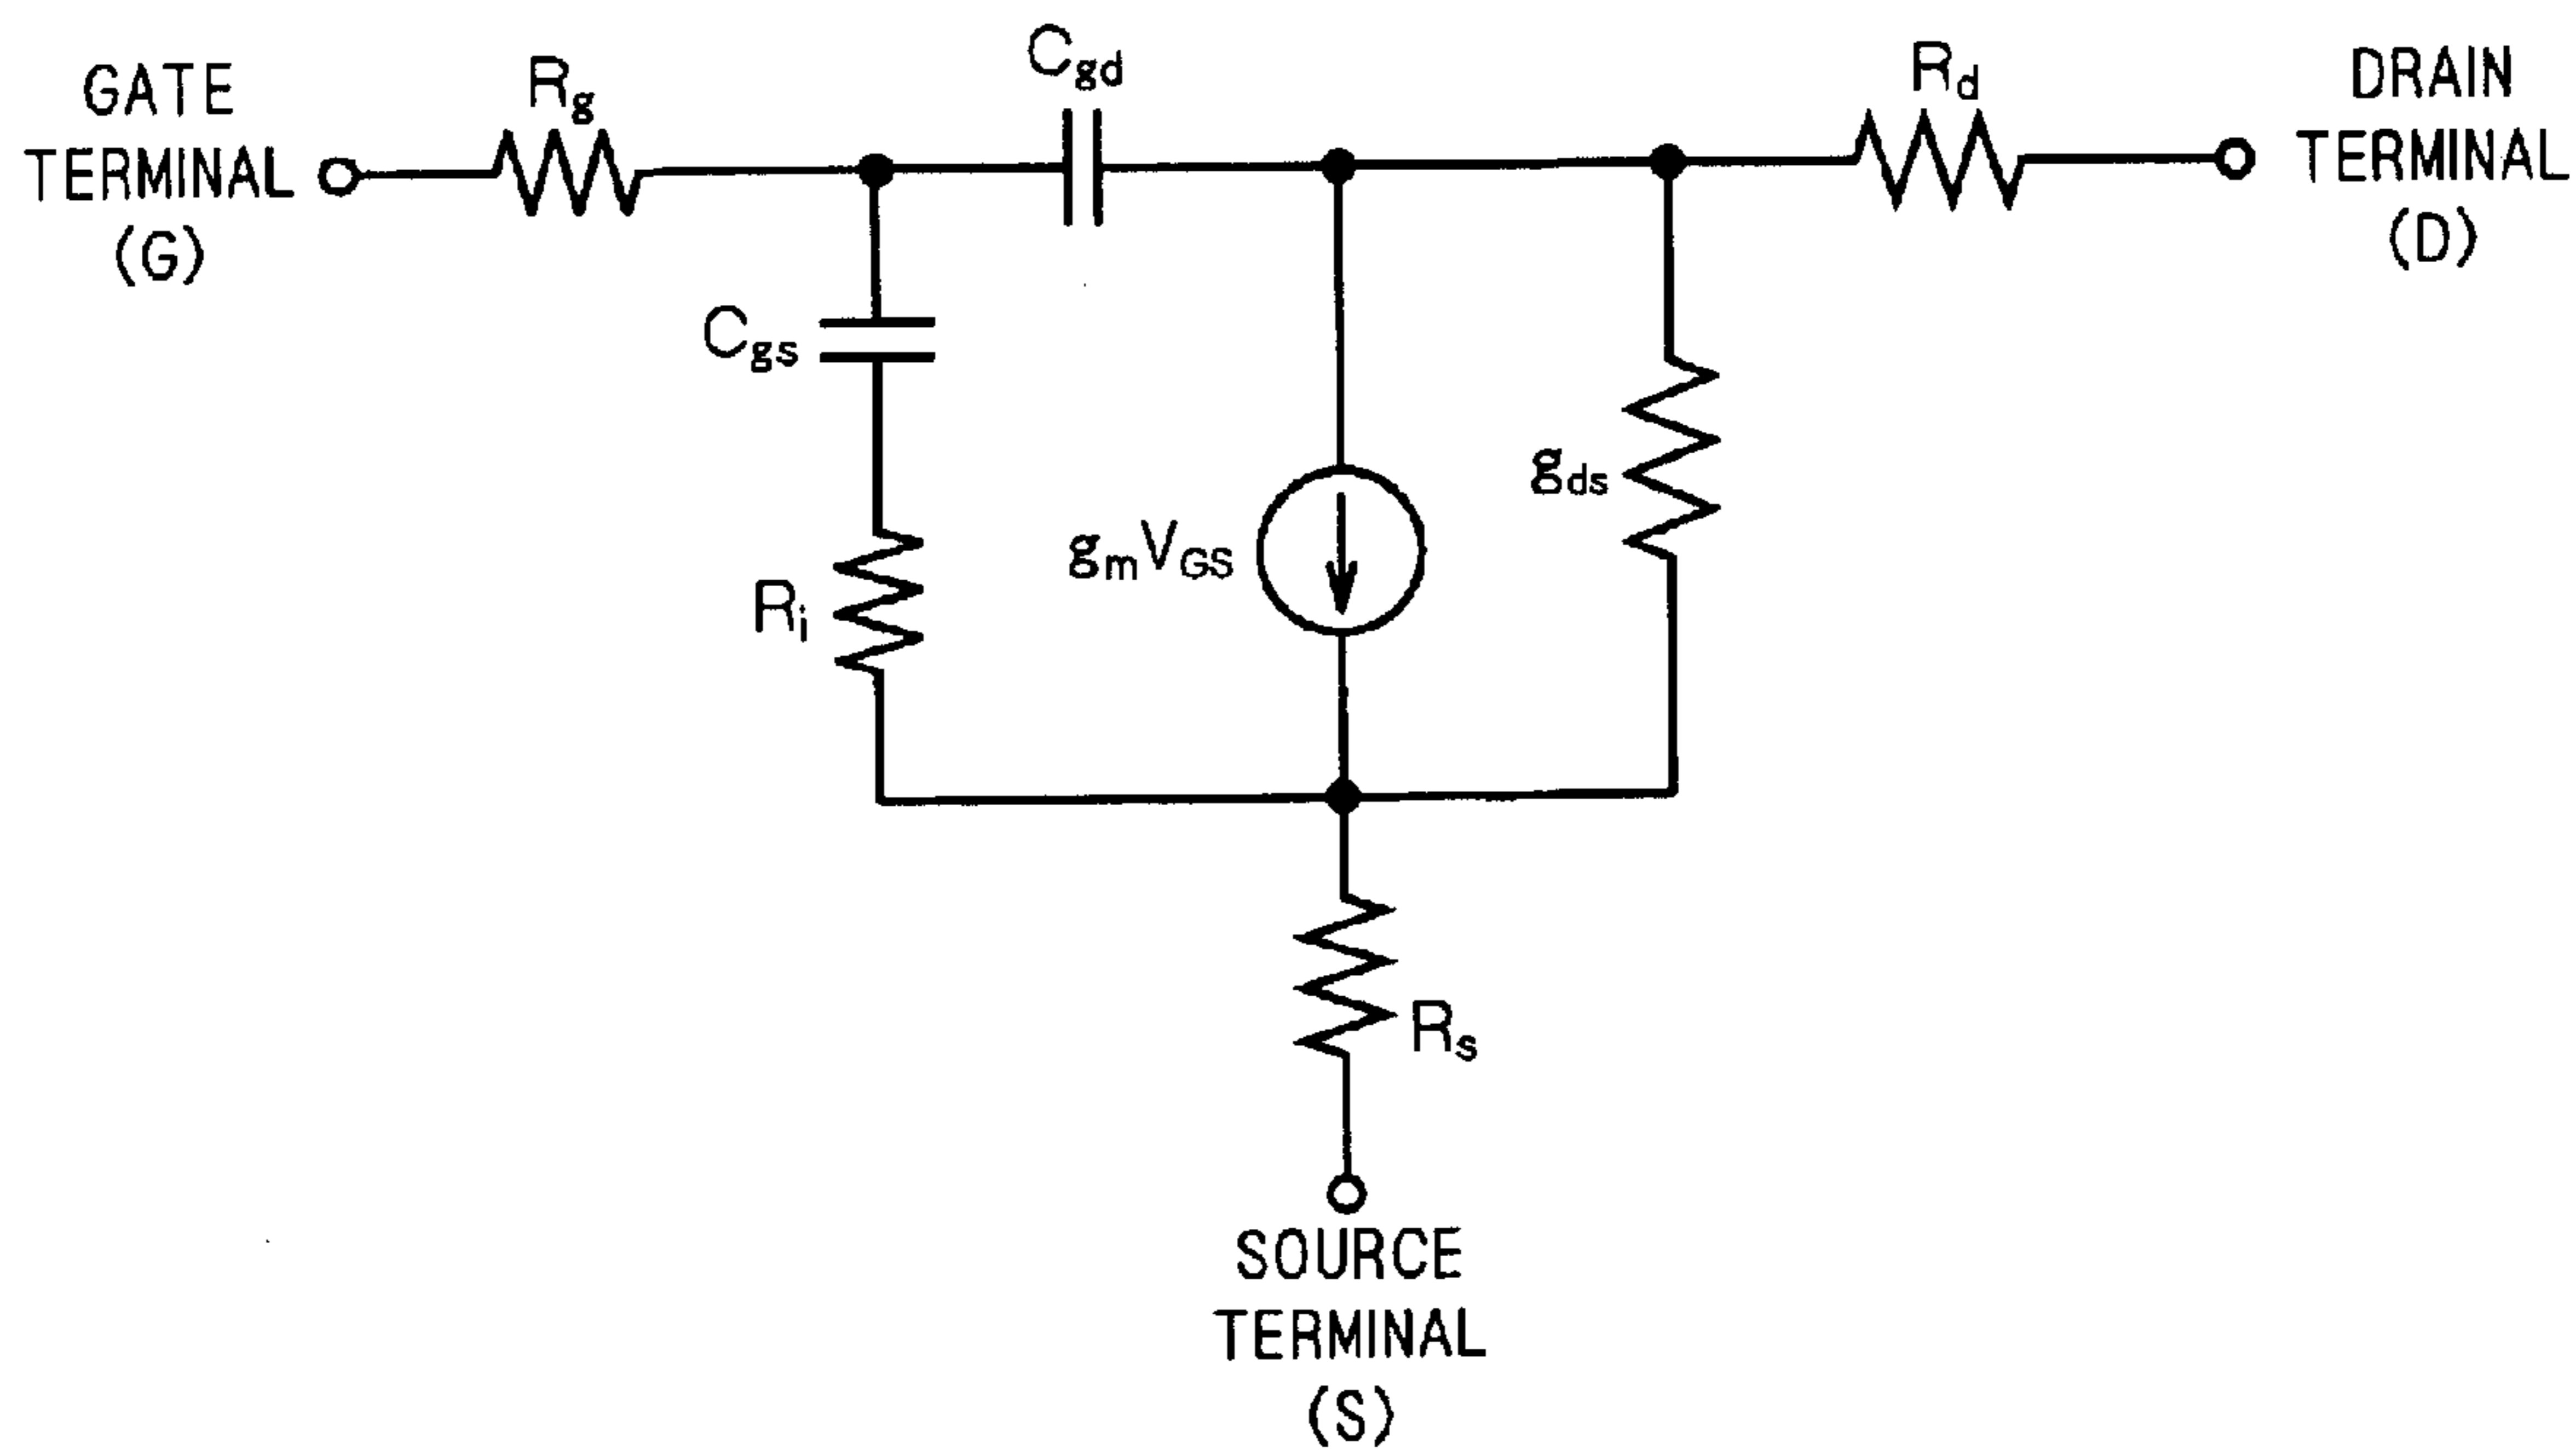 GATE
TERMINAL
(G)
Rg
Cgd
Rd
DRAIN
TERMINAL
(D)
Cgs
Ri
gmVGS
gds
Rs
SOURCE
TERMINAL
(S)